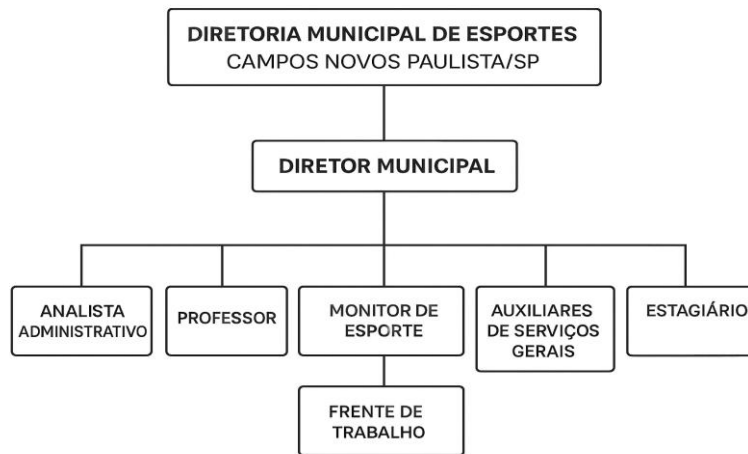 DIRETORIA MUNICIPAL DE ESPORTES
CAMPOS NOVOS PAULISTA/SP
DIRETOR MUNICIPAL
ANALISTA
ADMINISTRATIVO
PROFESSOR
MONITOR DE
ESPORTE
AUXILIARES
DE SERVIÇOS
GERAIS
ESTAGIÁRIO
FRENTE DE
TRABALHO